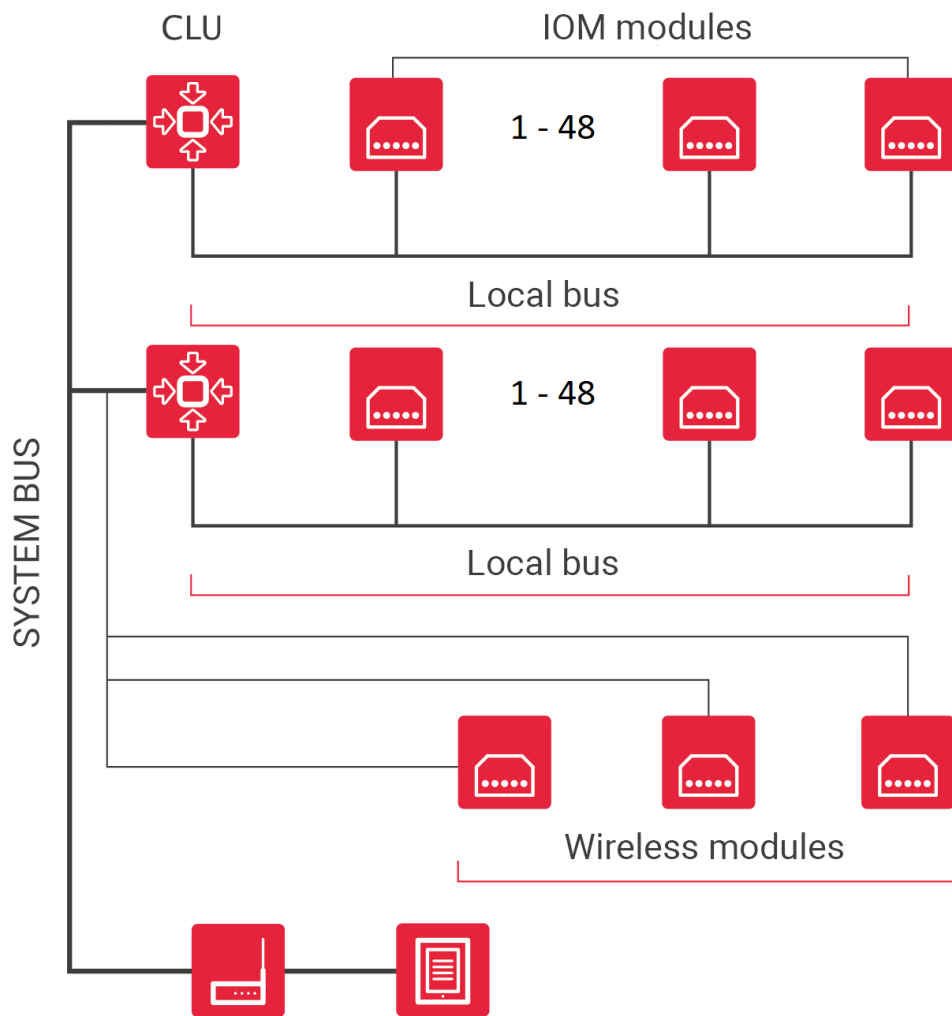 CLU
IOM modules
1 - 48
Local bus
1 - 48
Local bus
SYSTEM BUS
Wireless modules